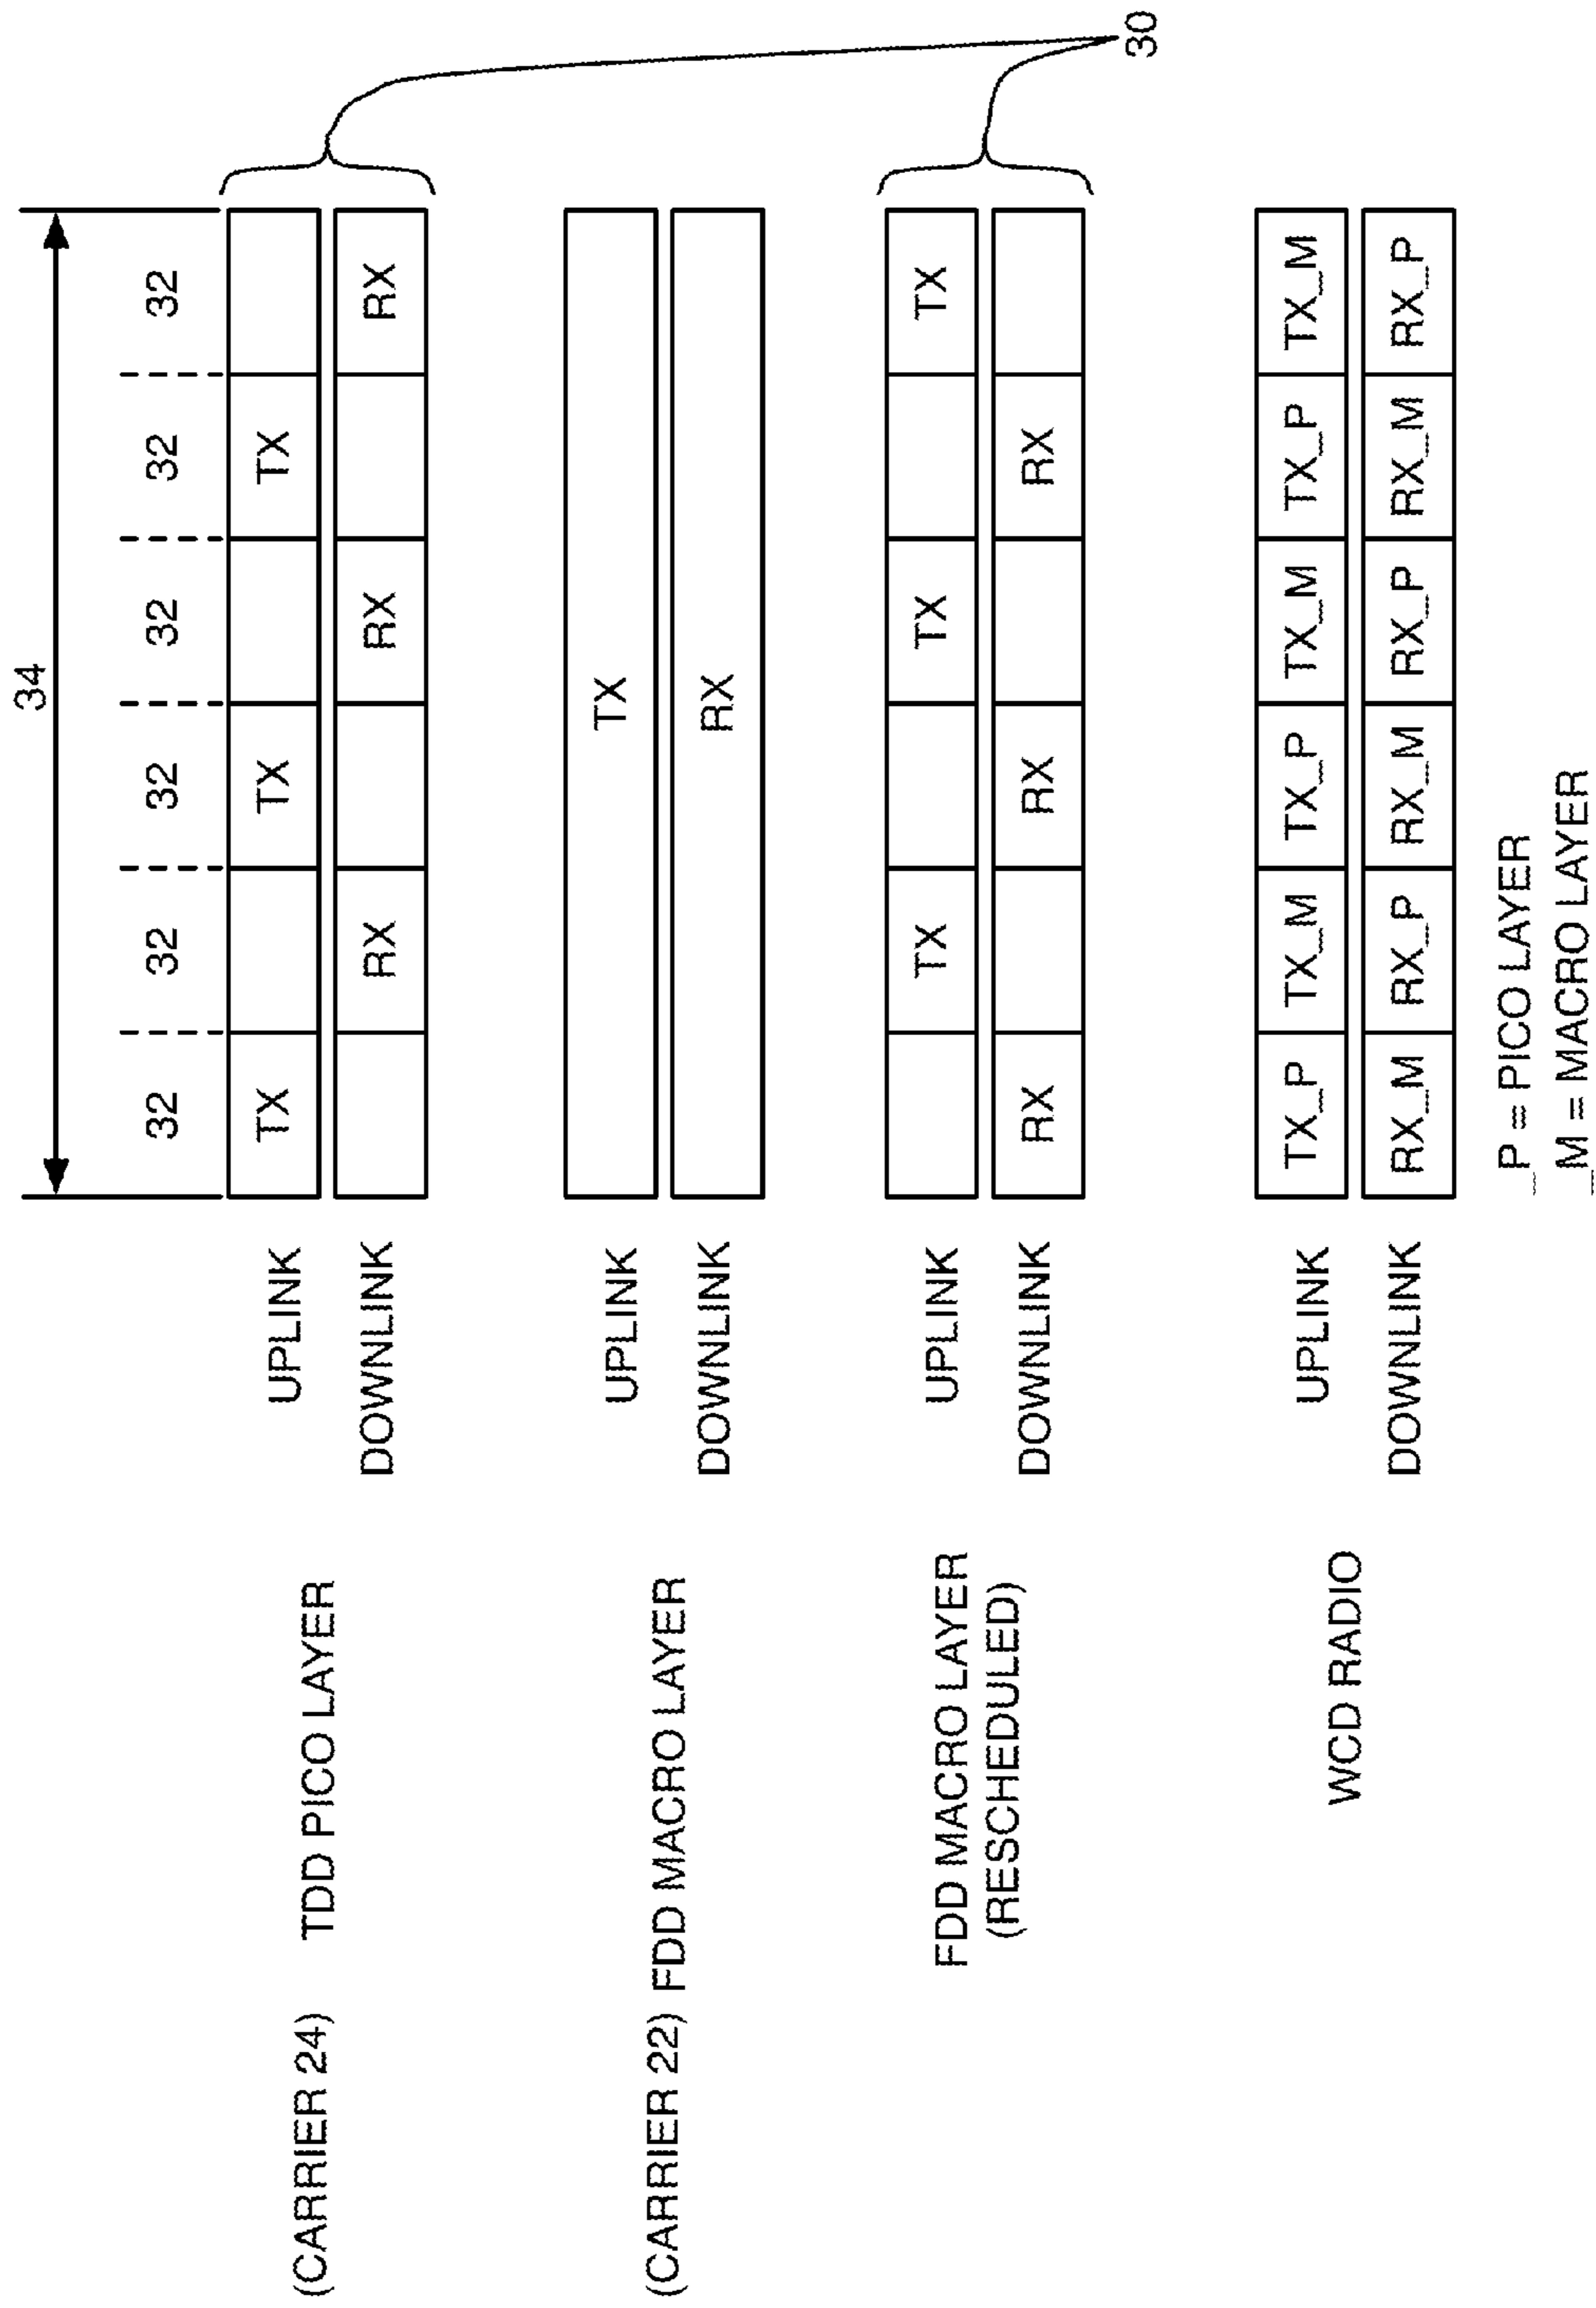 34
32 32 32 32 32 32
(CARRIER 24) TDD PICO LAYER
UPLINK TX TX TX
DOWNLINK RX RX RX
(CARRIER 22) FDD MACRO LAYER
UPLINK TX
DOWNLINK RX
FDD MACRO LAYER
(RESCHEDULED)
UPLINK TX TX TX
DOWNLINK RX RX RX
30
WCD RADIO
UPLINK TX_P TX_M TX_P TX_M TX_P TX_M
DOWNLINK RX_M RX_P RX_M RX_P RX_M RX_P
_P = PICO LAYER
_M = MACRO LAYER